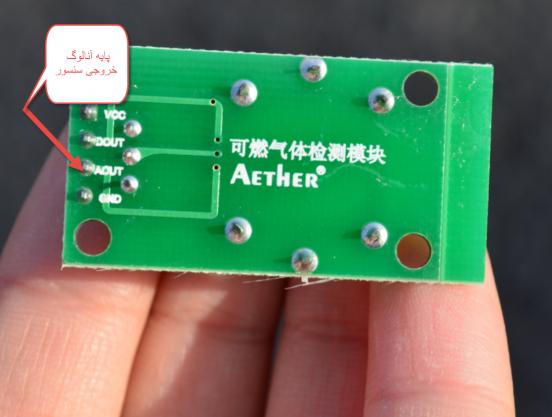 پایه آنالوگ
خروجی سنسور
VCC
DOUT
AOUT
GND
可燃气体检测模块
AETHER®